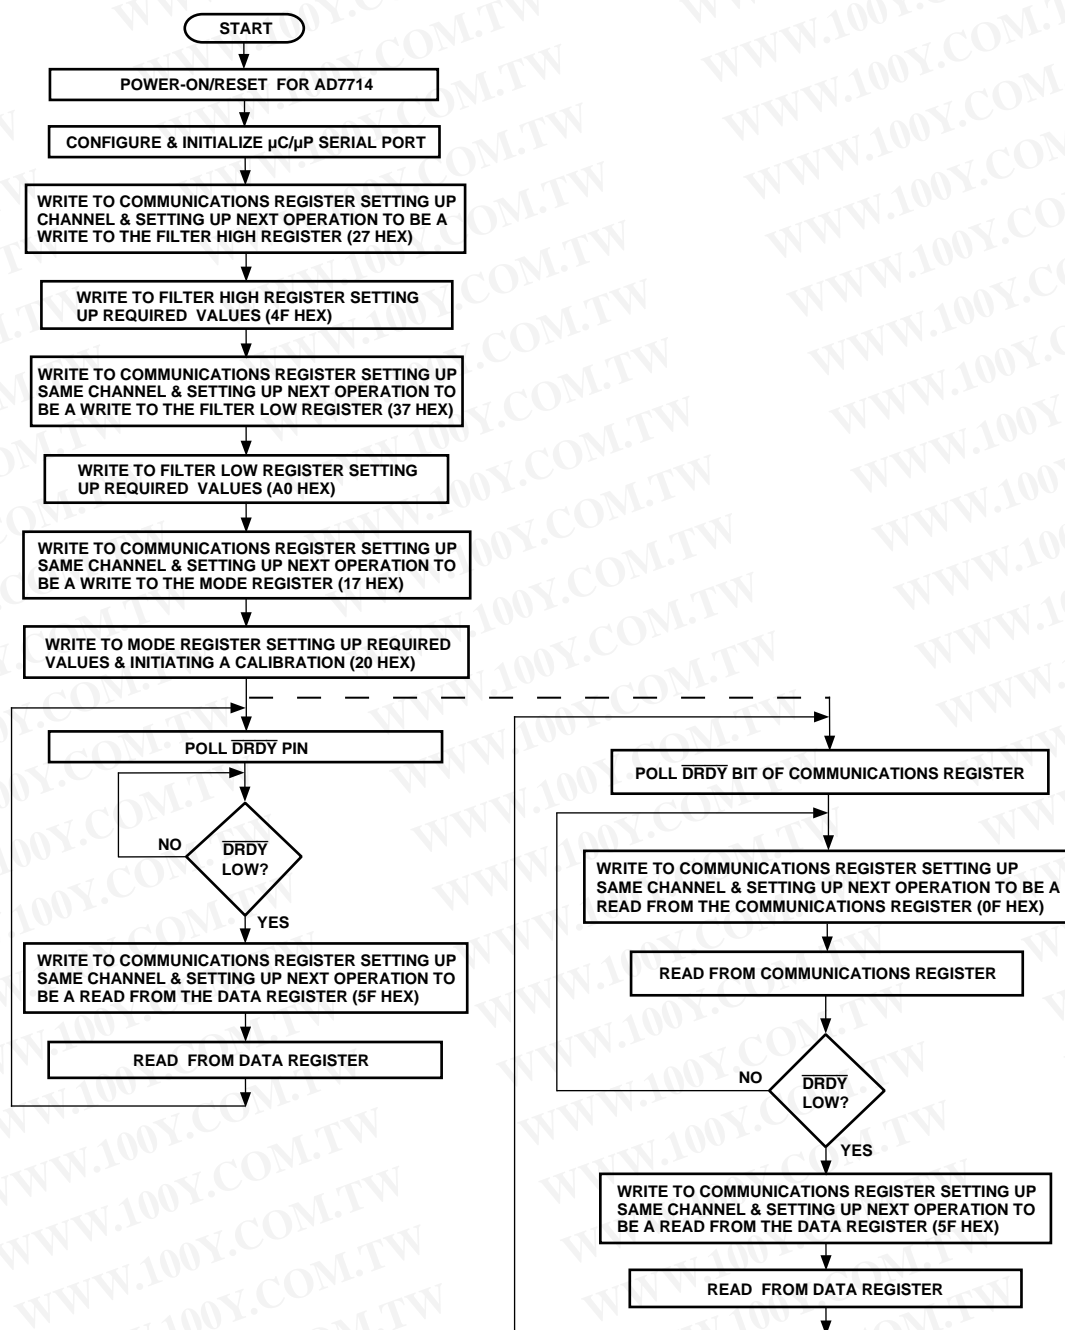 START
POWER-ON/RESET FOR AD7714
CONFIGURE & INITIALIZE µC/µP SERIAL PORT
WRITE TO COMMUNICATIONS REGISTER SETTING UP
CHANNEL & SETTING UP NEXT OPERATION TO BE A
WRITE TO THE FILTER HIGH REGISTER (27 HEX)
WRITE TO FILTER HIGH REGISTER SETTING
UP REQUIRED VALUES (4F HEX)
WRITE TO COMMUNICATIONS REGISTER SETTING UP
SAME CHANNEL & SETTING UP NEXT OPERATION TO
BE A WRITE TO THE FILTER LOW REGISTER (37 HEX)
WRITE TO FILTER LOW REGISTER SETTING
UP REQUIRED VALUES (A0 HEX)
WRITE TO COMMUNICATIONS REGISTER SETTING UP
SAME CHANNEL & SETTING UP NEXT OPERATION TO
BE A WRITE TO THE MODE REGISTER (17 HEX)
WRITE TO MODE REGISTER SETTING UP REQUIRED
VALUES & INITIATING A CALIBRATION (20 HEX)
POLL DRDY PIN
NO
DRDY
LOW?
YES
WRITE TO COMMUNICATIONS REGISTER SETTING UP
SAME CHANNEL & SETTING UP NEXT OPERATION TO
BE A READ FROM THE DATA REGISTER (5F HEX)
READ FROM DATA REGISTER
POLL DRDY BIT OF COMMUNICATIONS REGISTER
WRITE TO COMMUNICATIONS REGISTER SETTING UP
SAME CHANNEL & SETTING UP NEXT OPERATION TO BE A
READ FROM THE COMMUNICATIONS REGISTER (0F HEX)
READ FROM COMMUNICATIONS REGISTER
NO
DRDY
LOW?
YES
WRITE TO COMMUNICATIONS REGISTER SETTING UP
SAME CHANNEL & SETTING UP NEXT OPERATION TO
BE A READ FROM THE DATA REGISTER (5F HEX)
READ FROM DATA REGISTER
WWW.100Y.COM.TW